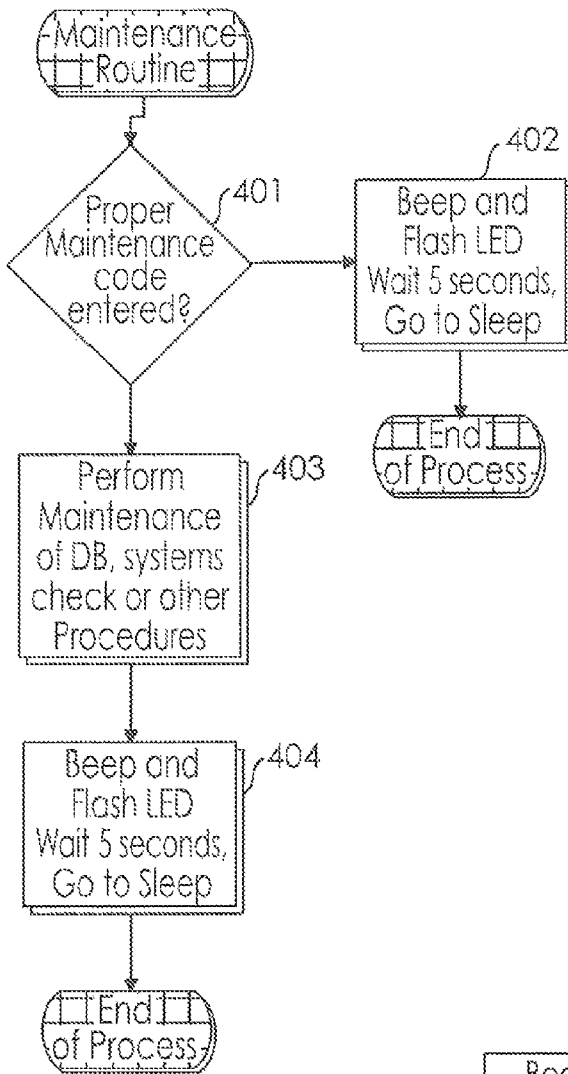 Maintenance
Routine
401
Proper
Maintenance
code
entered?
402
Beep and
Flash LED
Wait 5 seconds,
Go to Sleep
End
of Process
403
Perform
Maintenance
of DB, systems
check or other
Procedures
404
Beep and
Flash LED
Wait 5 seconds,
Go to Sleep
End
of Process